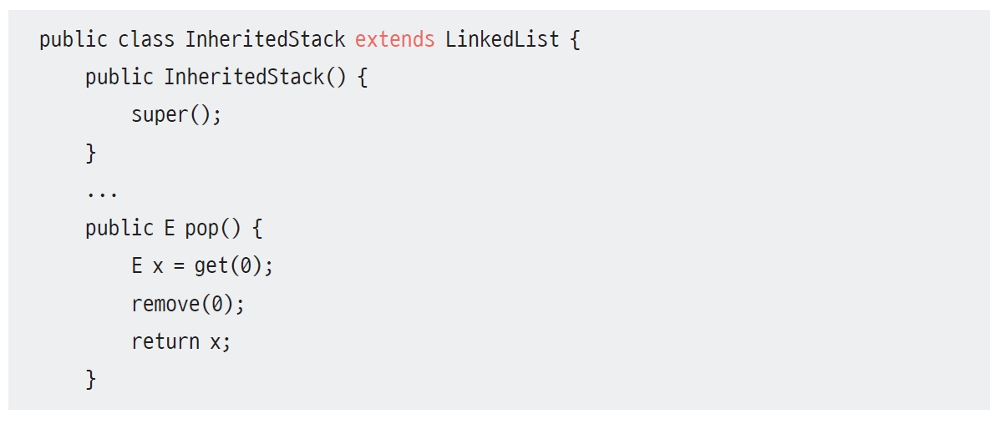 public class InheritedStack extends LinkedList {
public InheritedStack() {
super();
}
...
public E pop() {
E x = get(0);
remove(0);
return x;
}